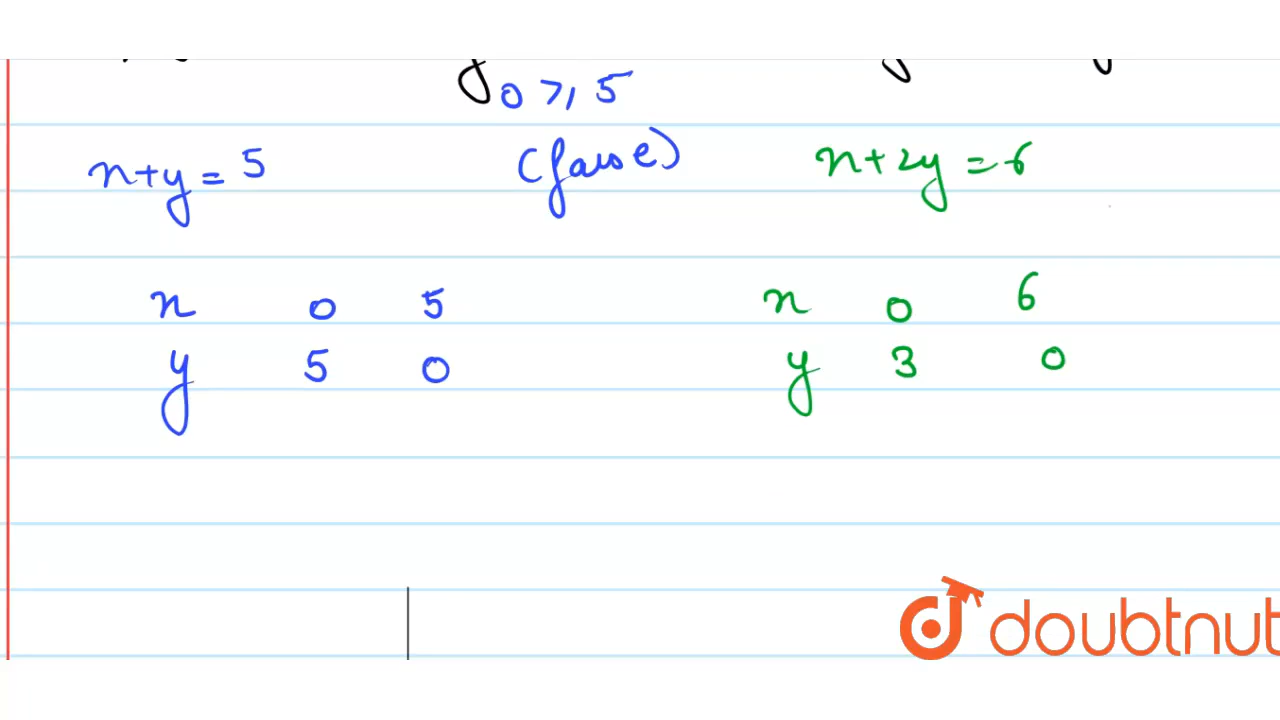 0 ≥ 5
x+y = 5 (false) x+2y = 6
x 0 5 x 0 6
y 5 0 y 3 0
doubtnut